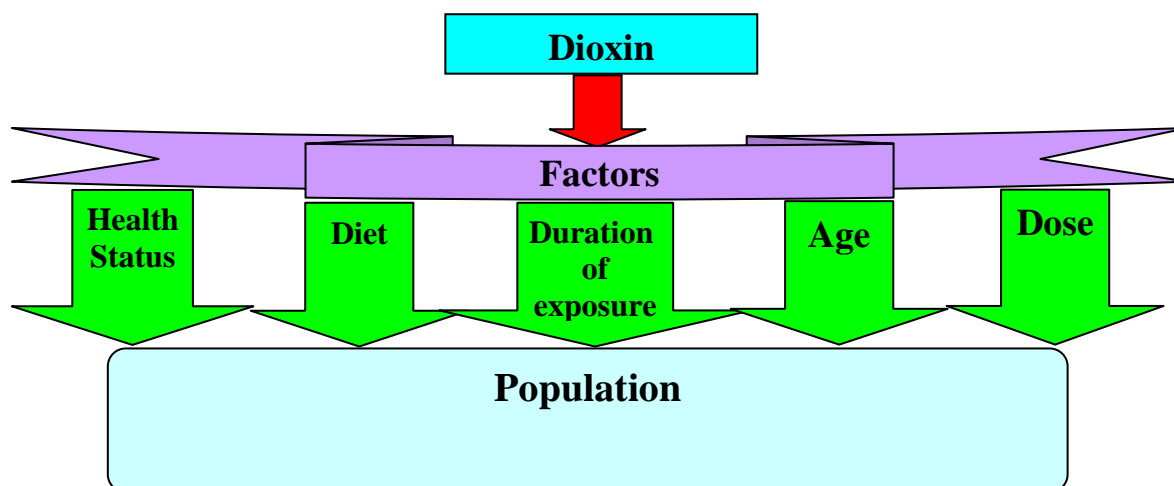 Dioxin
Factors
Health
Status
Diet
Duration
of
exposure
Age
Dose
Population